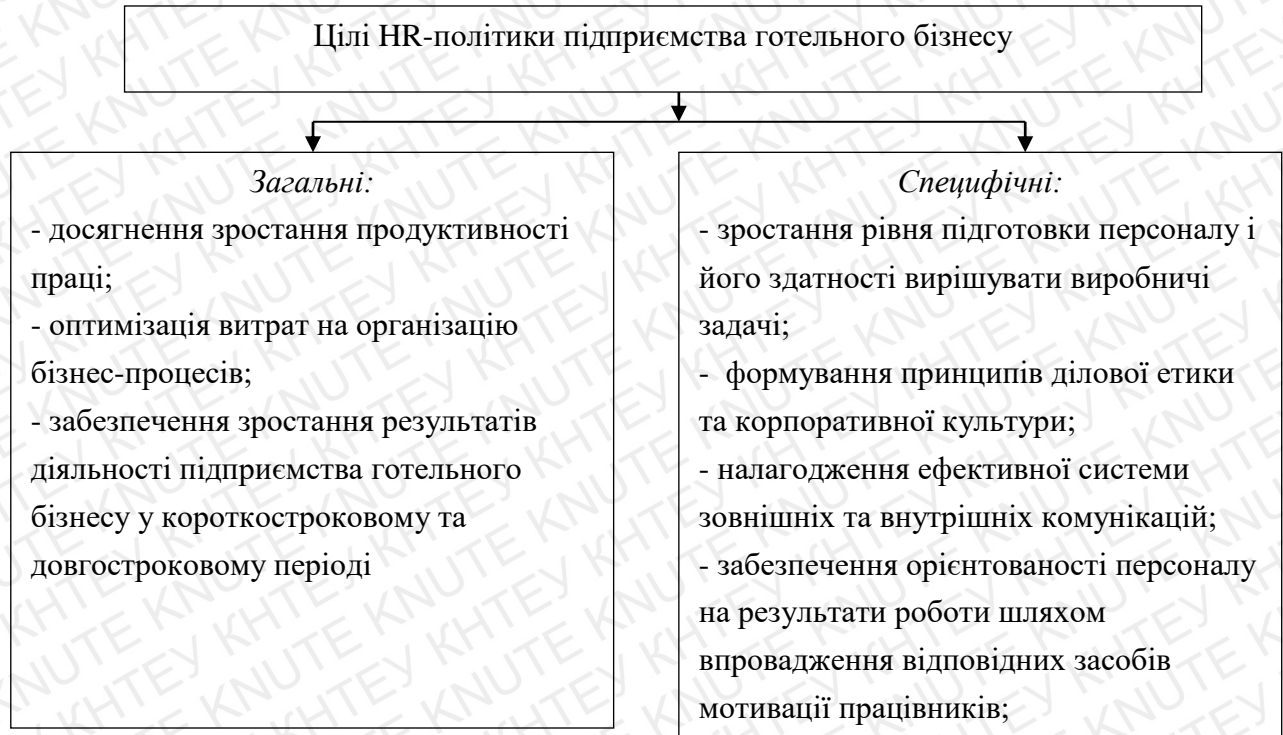 Цілі HR-політики підприємства готельного бізнесу
Загальні:
- досягнення зростання продуктивності
праці;
- оптимізація витрат на організацію
бізнес-процесів;
- забезпечення зростання результатів
діяльності підприємства готельного
бізнесу у короткостроковому та
довгостроковому періоді
Специфічні:
- зростання рівня підготовки персоналу і
його здатності вирішувати виробничі
задачі;
- формування принципів ділової етики
та корпоративної культури;
- налагодження ефективної системи
зовнішніх та внутрішніх комунікацій;
- забезпечення орієнтованості персоналу
на результати роботи шляхом
впровадження відповідних засобів
мотивації працівників;